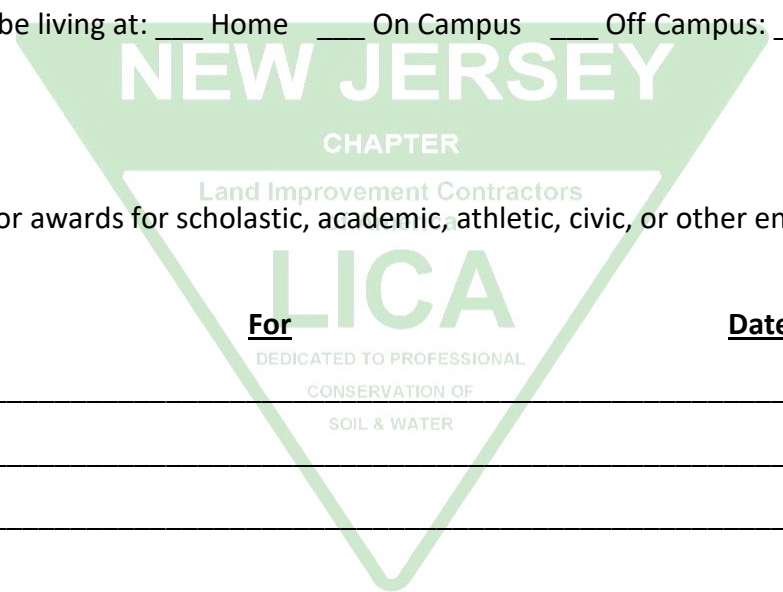 be living at: ___ Home ___ On Campus ___ Off Campus: _
NEW JERSEY
CHAPTER
Land Improvement Contractors
or awards for scholastic, academic, athletic, civic, or other en
LICA
For Date
DEDICATED TO PROFESSIONAL
CONSERVATION OF
SOIL & WATER